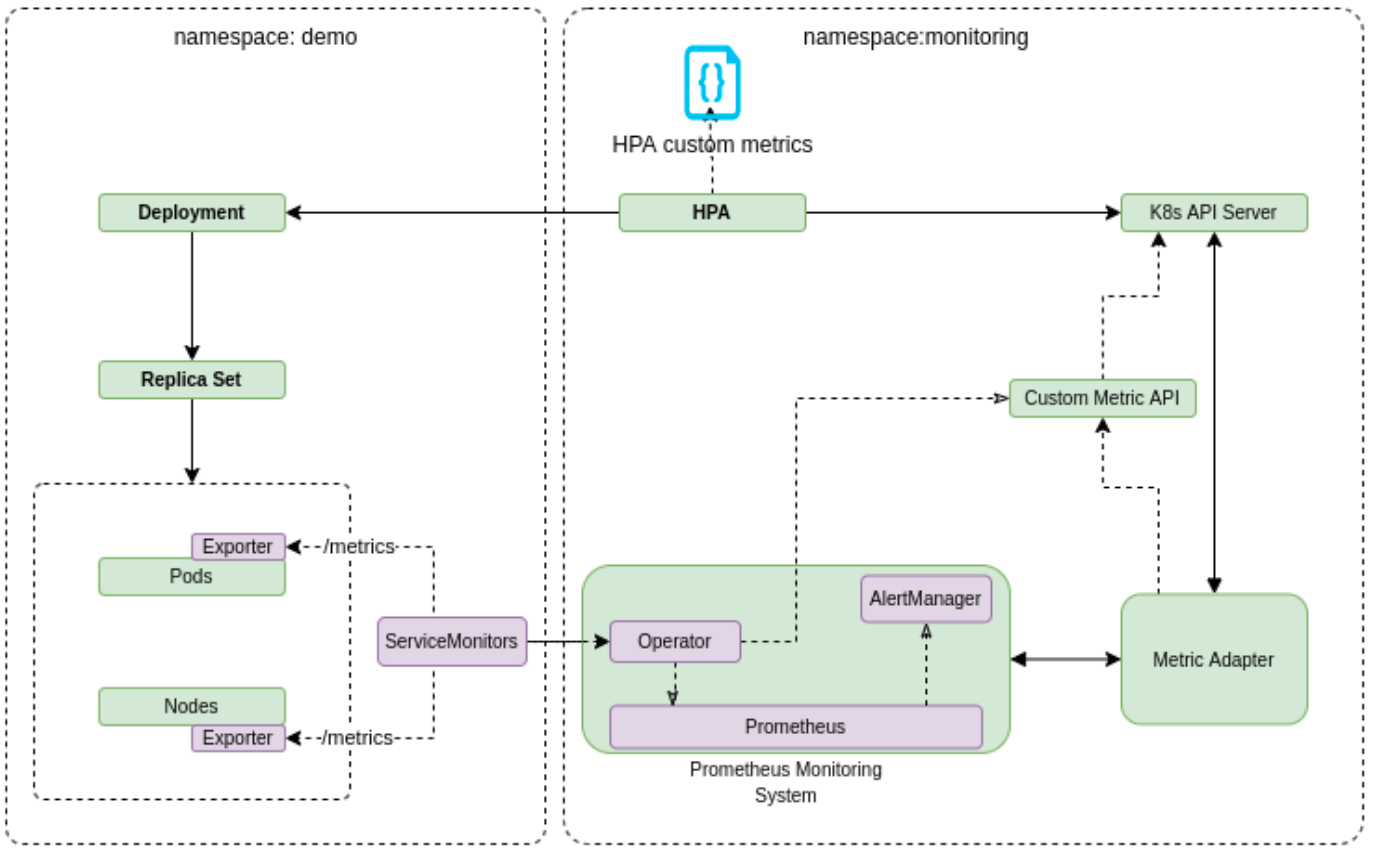 namespace: demo
namespace:monitoring
{}
HPA custom metrics
Deployment
HPA
K8s API Server
Replica Set
Custom Metric API
Exporter
/metrics
Pods
AlertManager
ServiceMonitors
Operator
Metric Adapter
Nodes
Exporter
/metrics
Prometheus
Prometheus Monitoring
System